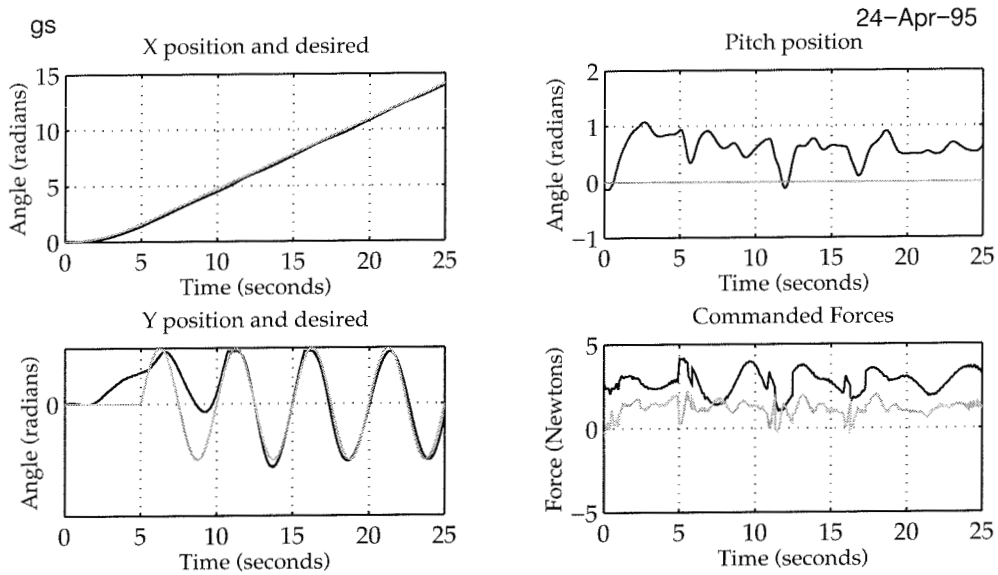 gs
24-Apr-95
X position and desired
Angle (radians)
15
10
5
0
0 5 10 15 20 25
Time (seconds)
Pitch position
Angle (radians)
2
1
0
-1
0 5 10 15 20 25
Time (seconds)
Y position and desired
Angle (radians)
0
0 5 10 15 20 25
Time (seconds)
Commanded Forces
Force (Newtons)
5
0
-5
0 5 10 15 20 25
Time (seconds)